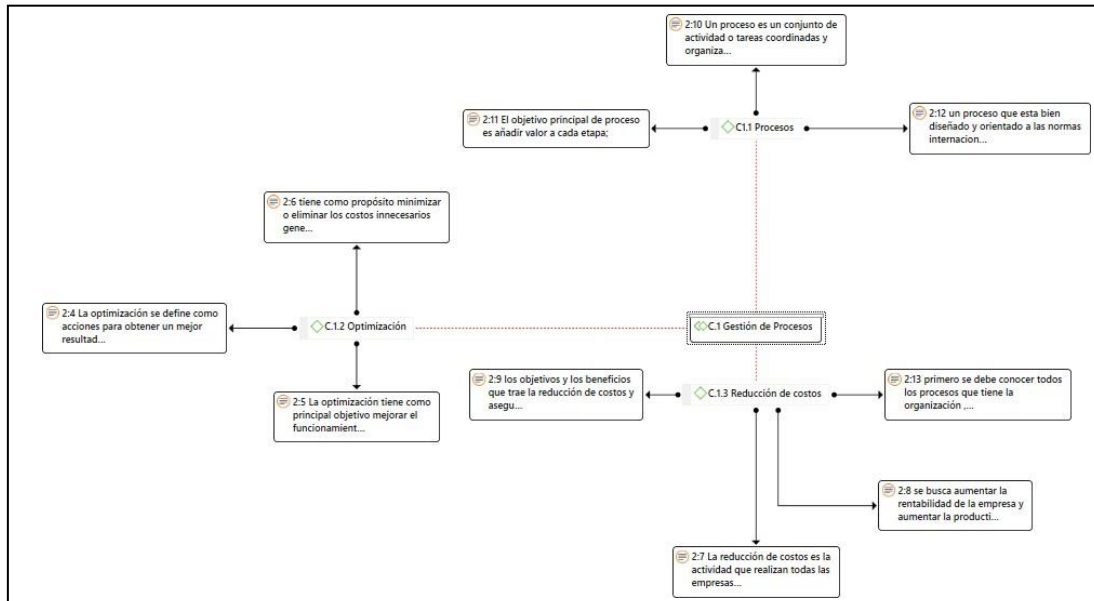 2:10 Un proceso es un conjunto de
actividad o tareas coordinadas y
organiza...
2:11 El objetivo principal de proceso
es añadir valor a cada etapa;
C1.1 Procesos
2:12 un proceso que esta bien
diseñado y orientado a las normas
internacion...
2:6 tiene como propósito minimizar
o eliminar los costos innecesarios
gene...
2:4 La optimización se define como
acciones para obtener un mejor
resultad...
C.1.2 Optimización
C.1 Gestión de Procesos
2:5 La optimización tiene como
principal objetivo mejorar el
funcionamient...
2:9 los objetivos y los beneficios
que trae la reducción de costos y
asegu...
C.1.3 Reducción de costos
2:13 primero se debe conocer todos
los procesos que tiene la
organización ,...
2:8 se busca aumentar la
rentabilidad de la empresa y
aumentar la producti...
2:7 La reducción de costos es la
actividad que realizan todas las
empresas...